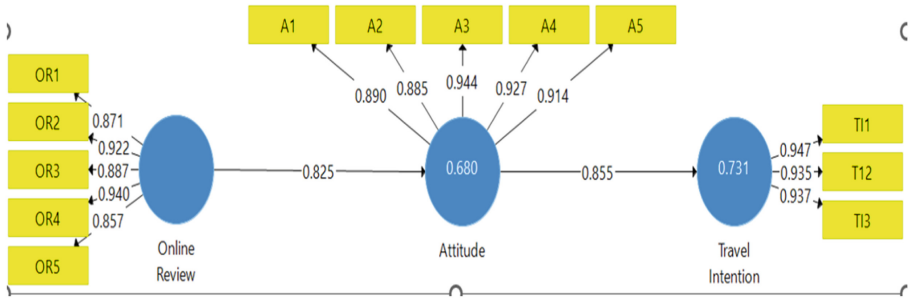 A1 A2 A3 A4 A5
0.890 0.885 0.944 0.927 0.914
OR1
OR2
OR3
OR4
OR5
0.871
0.922
0.887
0.940
0.857
Online
Review
0.825
0.680
Attitude
0.855
0.731
Travel
Intention
0.947
0.935
0.937
TI1
T12
TI3